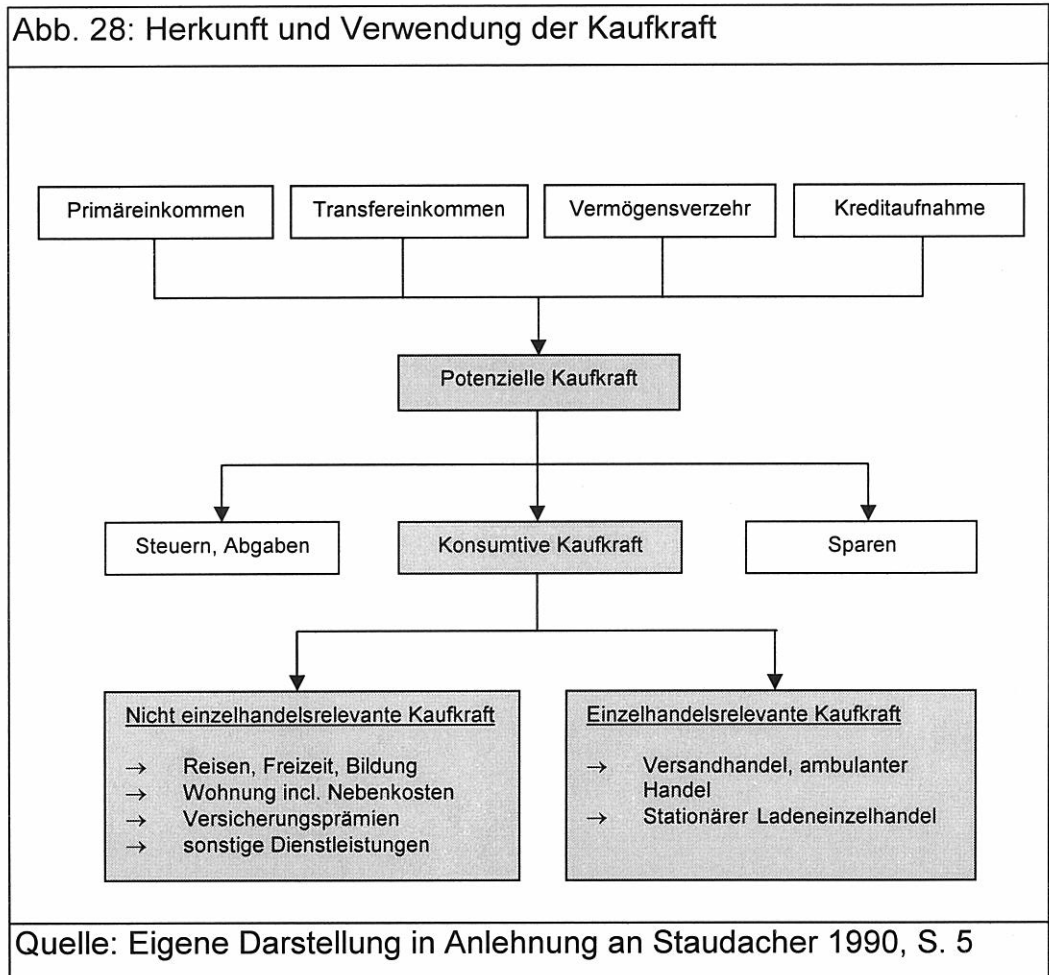 Abb. 28: Herkunft und Verwendung der Kaufkraft
Primäreinkommen
Transfereinkommen
Vermögensverzehr
Kreditaufnahme
Potenzielle Kaufkraft
Steuern, Abgaben
Konsumtive Kaufkraft
Sparen
Nicht einzelhandelsrelevante Kaufkraft
→ Reisen, Freizeit, Bildung
→ Wohnung incl. Nebenkosten
→ Versicherungsprämien
→ sonstige Dienstleistungen
Einzelhandelsrelevante Kaufkraft
→ Versandhandel, ambulanter
Handel
→ Stationärer Ladeneinzelhandel
Quelle: Eigene Darstellung in Anlehnung an Staudacher 1990, S. 5